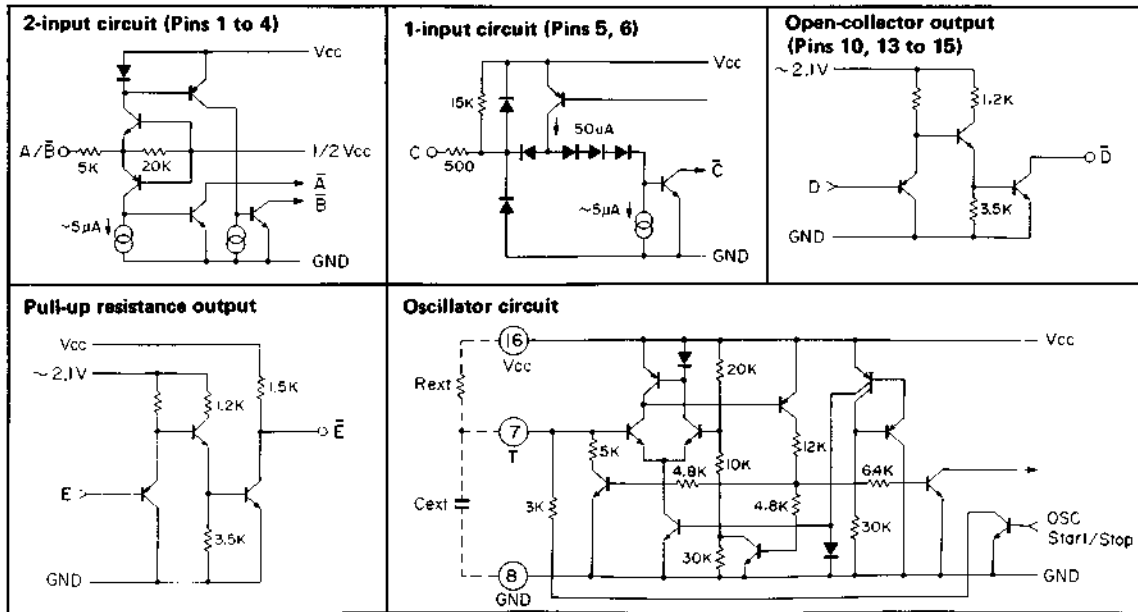 2-input circuit (Pins 1 to 4)
Vcc
A/B̅
5K
20K
1/2 Vcc
A̅
B̅
~5µA
GND
1-input circuit (Pins 5, 6)
Vcc
15K
50uA
C
500
C̅
~5µA
GND
Open-collector output
(Pins 10, 13 to 15)
~2.1V
1.2K
D̅
D
3.5K
GND
Pull-up resistance output
Vcc
~2.1V
1.5K
1.2K
E̅
E
3.5K
GND
Oscillator circuit
16
Vcc
Vcc
Rext
20K
7
T
5K
10K
12K
4.8K
64K
Cext
3K
4.8K
30K
30K
OSC
Start/Stop
8
GND
GND